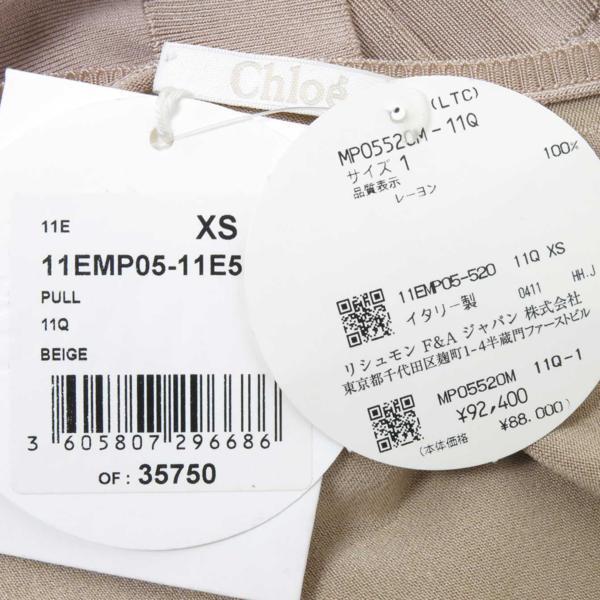 Chloé
11E XS
11EMP05-11E5
PULL
11Q
BEIGE
3 605807 296686
OF : 35750
(LTC)
MP05520M-11Q
サイズ 1
品質表示
レーヨン 100%
11EMP05-520 11Q XS
イタリー製 0411 HH.J
リシュモン F&A ジャパン 株式会社
東京都千代田区麹町1-4半蔵門ファーストビル
MP05520M 11Q-1
¥92,400
(本体価格 ¥88.000)